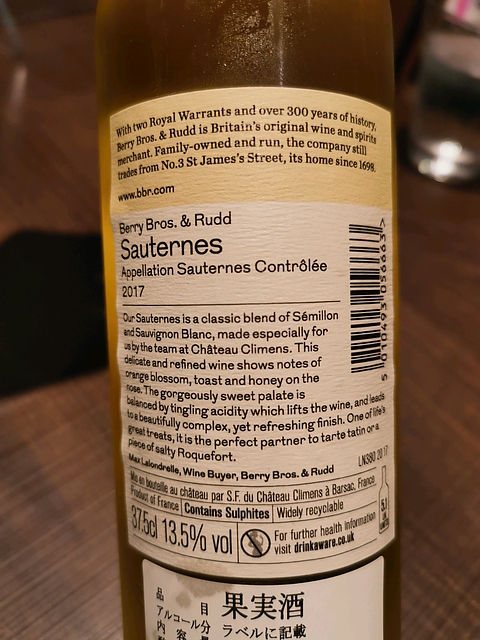 With two Royal Warrants and over 300 years of history,
Berry Bros. & Rudd is Britain's original wine and spirits
merchant. Family-owned and run, the company still
trades from No.3 St James's Street, its home since 1698.
www.bbr.com
Berry Bros. & Rudd
Sauternes
Appellation Sauternes Contrôlée
2017
Our Sauternes is a classic blend of Sémillon
and Sauvignon Blanc, made especially for
us by the team at Château Climens. This
delicate and refined wine shows notes of
orange blossom, toast and honey on the
nose. The gorgeously sweet palate is
balanced by tingling acidity which lifts the wine, and leads
to a beautifully complex, yet refreshing finish. One of life's
great treats, it is the perfect partner to tarte tatin or a
piece of salty Roquefort.
Max Lalondrelle, Wine Buyer, Berry Bros. & Rudd
LN380 2017
5 010493 056663 >
Mis en bouteille au château par S.F. du Château Climens à Barsac, France
Product of France Contains Sulphites Widely recyclable
37.5cl 13.5% vol
For further health information
visit drinkaware.co.uk
5.1
UK UNITS
品目 果実酒
アルコール分 ラベルに記載
内容